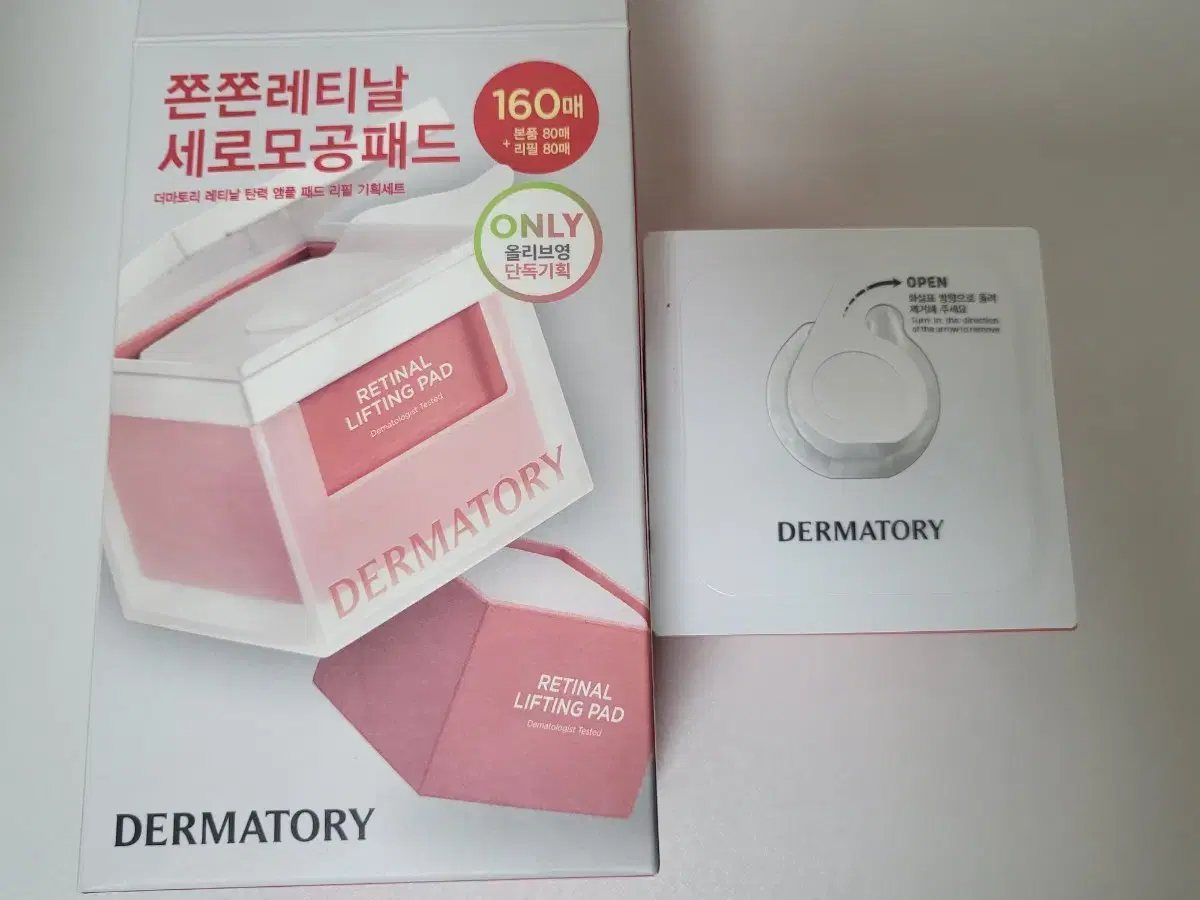 쫀쫀레티날
세로모공패드
더마토리 레티날 탄력 앰플 패드 리필 기획세트
160매
본품 80매
+ 리필 80매
ONLY
올리브영
단독기획
RETINAL
LIFTING PAD
Dermatologist Tested
DERMATORY
RETINAL
LIFTING PAD
Dermatologist Tested
DERMATORY
OPEN
화살표 방향으로 돌려
제거해 주세요
turn in the direction
of the arrow to remove
DERMATORY